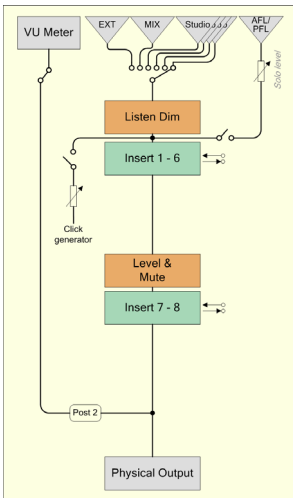 VU Meter
EXT
MIX
Studio
AFL/
PFL
Solo level
Listen Dim
Insert 1 - 6
Click
generator
Level &
Mute
Insert 7 - 8
Post 2
Physical Output